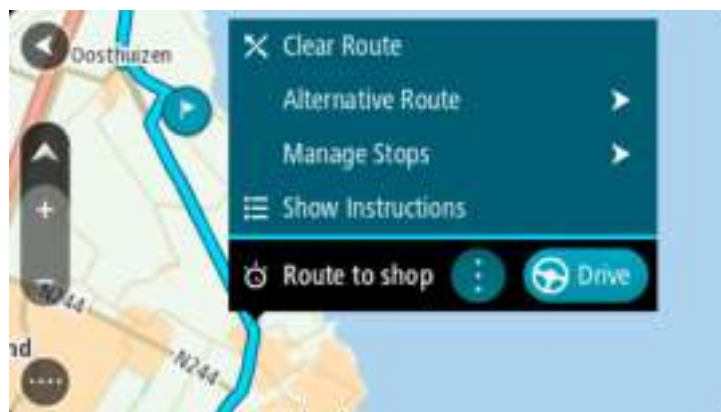 Oosthuizen
Clear Route
Alternative Route
Manage Stops
Show Instructions
Route to shop
Drive
N244
N244
nd